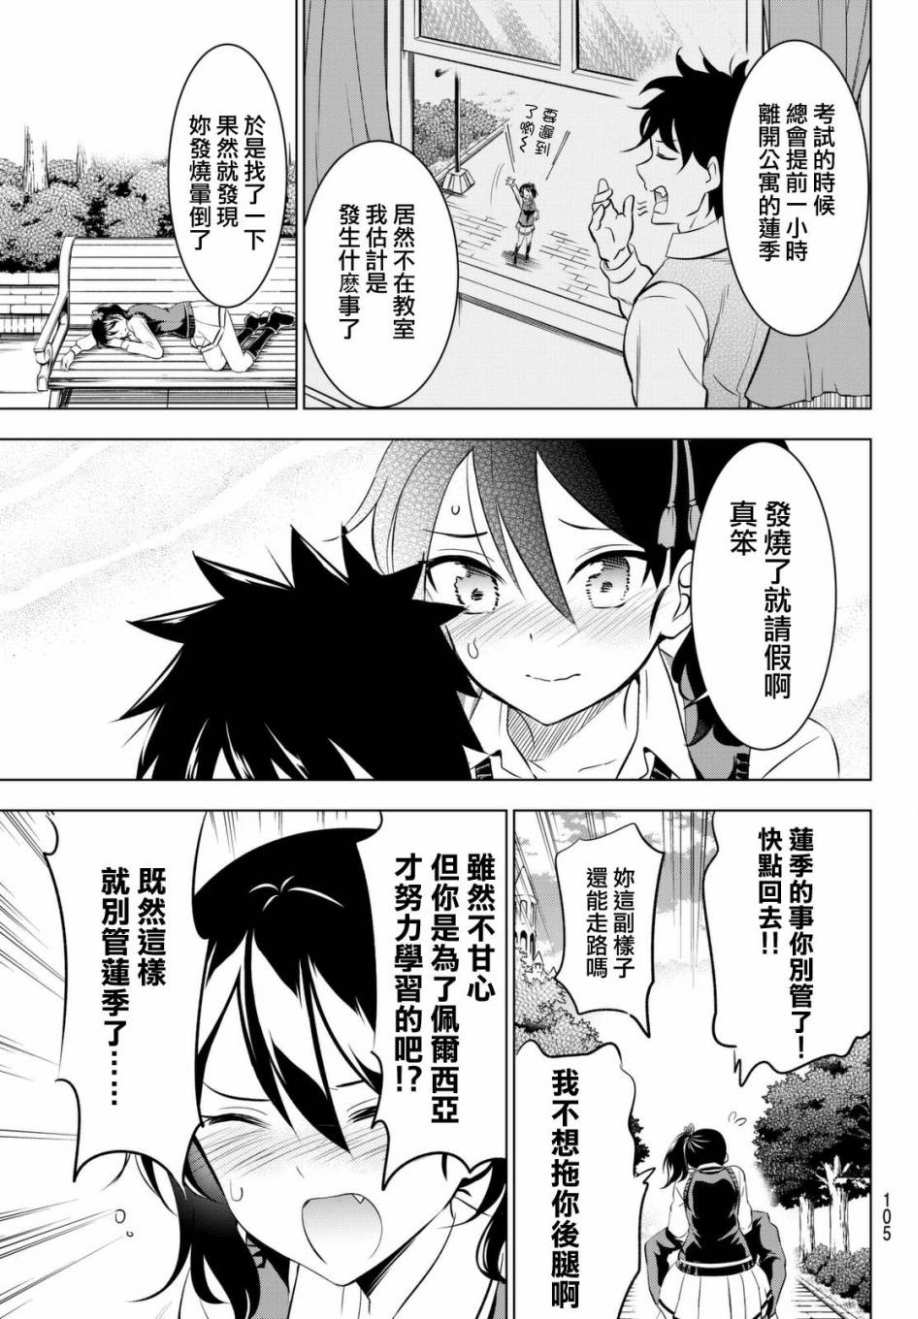 考試的時候
總會提前一小時
離開公寓的蓮季
要遲到
了喲~
居然不在教室
我估計是
發生什麽事了
於是找了一下
果然就發現
妳發燒暈倒了
發燒了就請假啊
真笨
蓮季的事你別管了！
快點回去!!
妳這副樣子
還能走路嗎
我不想拖你後腿啊
雖然不甘心
但你是為了佩爾西亞
才努力學習的吧!?
既然這樣
就別管蓮季了……
105